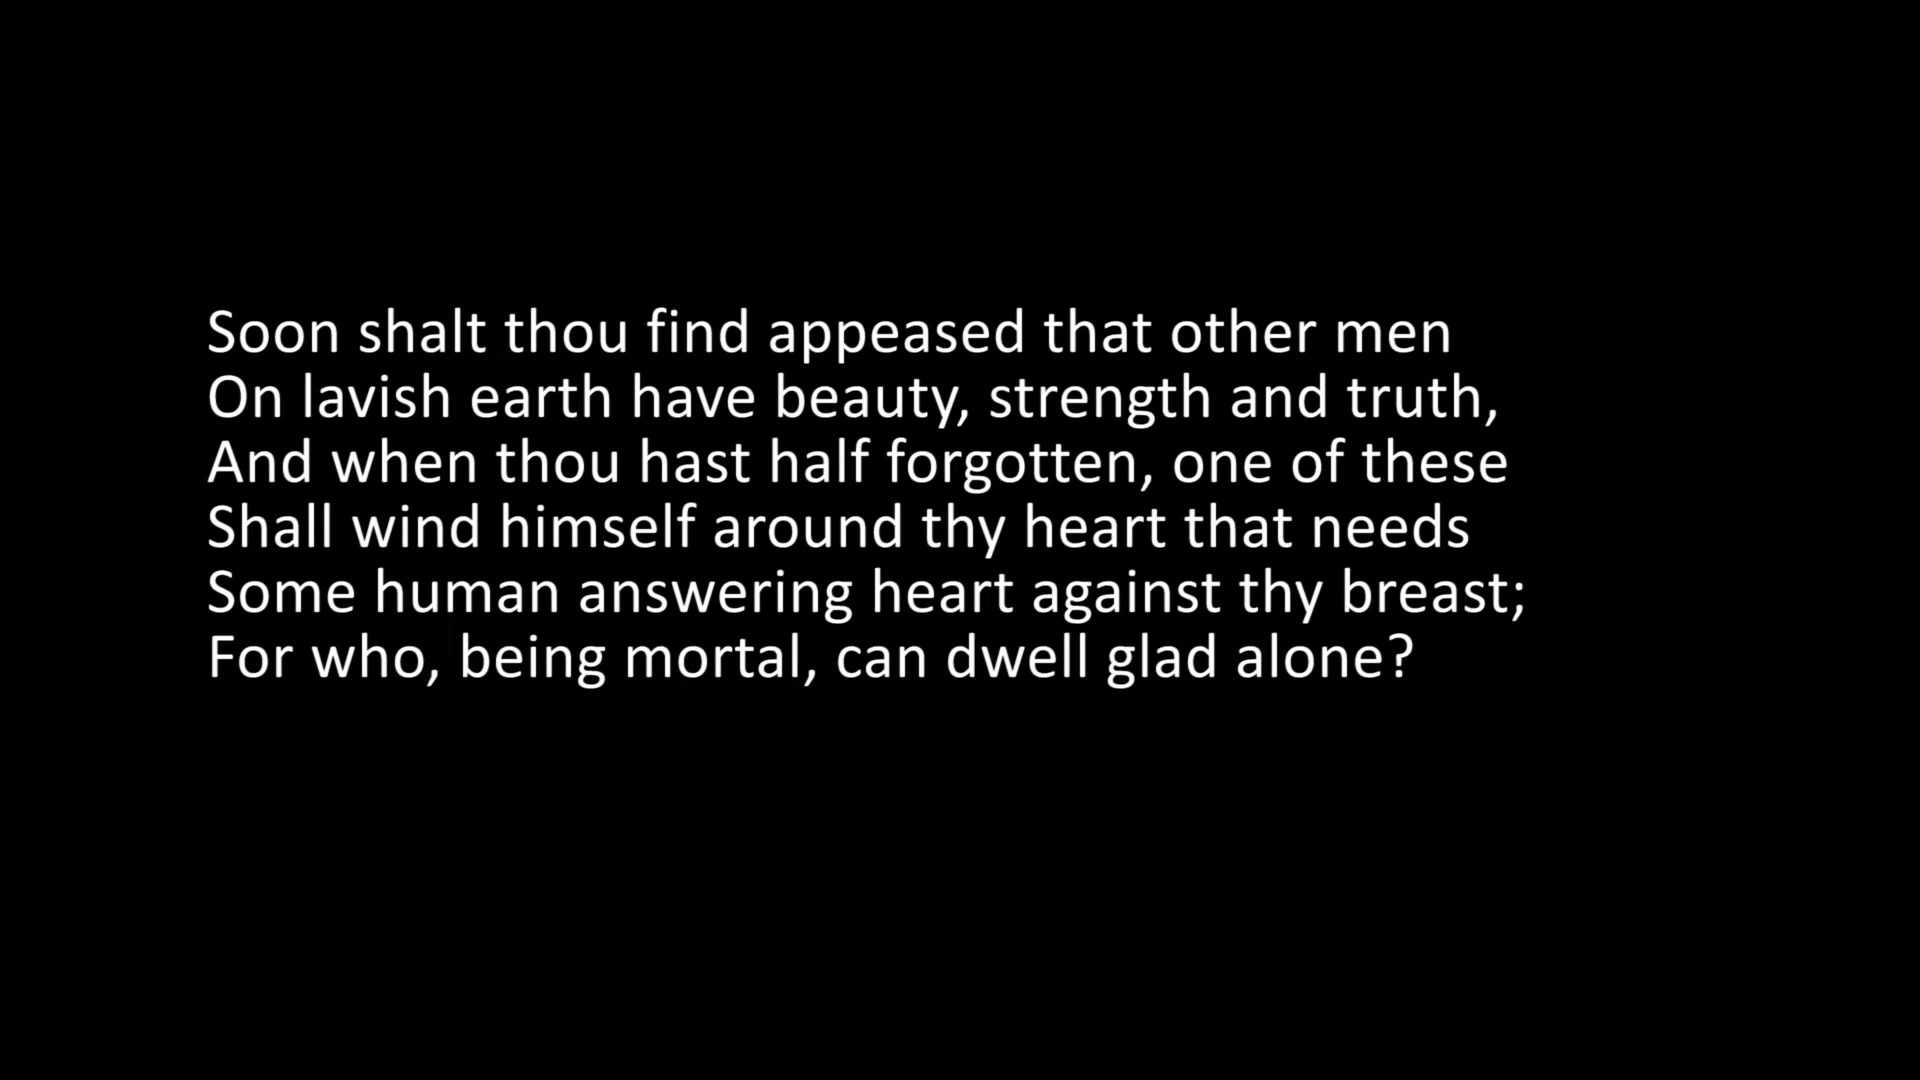 Soon shalt thou find appeased that other men
On lavish earth have beauty, strength and truth,
And when thou hast half forgotten, one of these
Shall wind himself around thy heart that needs
Some human answering heart against thy breast;
For who, being mortal, can dwell glad alone?